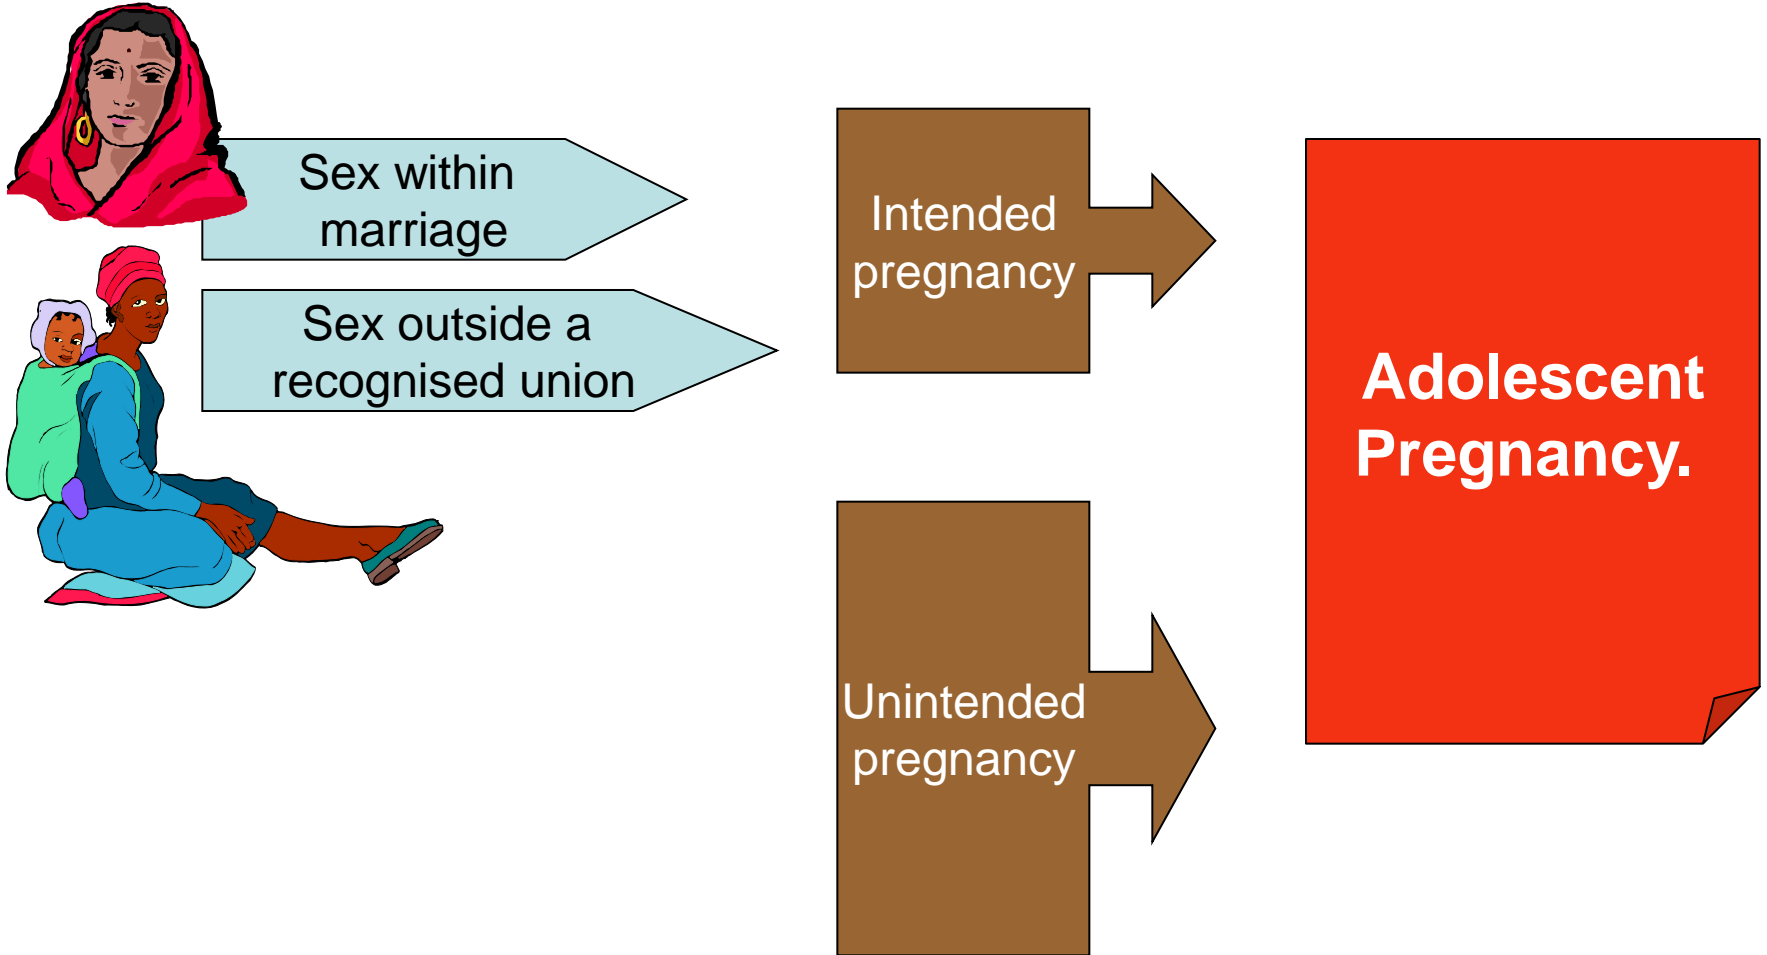 Sex within
marriage
Sex outside a
recognised union
Intended
pregnancy
Unintended
pregnancy
Adolescent
Pregnancy.